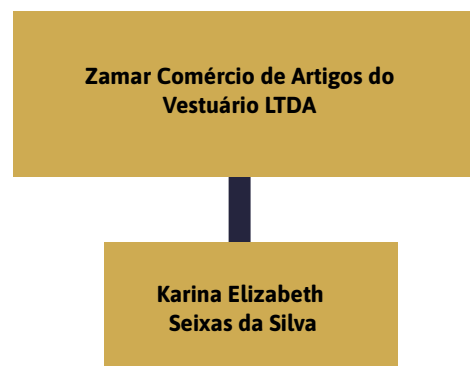 Zamar Comércio de Artigos do
Vestuário LTDA
Karina Elizabeth
Seixas da Silva